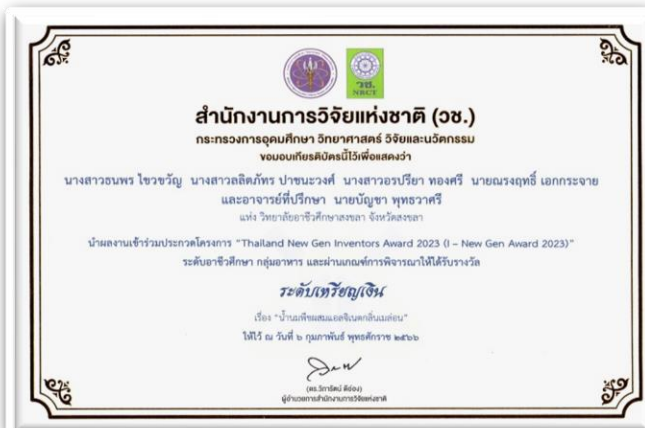 วช.
NRCT
สำนักงานการวิจัยแห่งชาติ (วช.)
กระทรวงการอุดมศึกษา วิทยาศาสตร์ วิจัยและนวัตกรรม
ขอมอบเกียรติบัตรนี้ไว้เพื่อแสดงว่า
นางสาวธนพร ไขวขวัญ นางสาวลลิตภัทร ปาชนะวงศ์ นางสาวอรปรียา ทองศรี นายณรงฤทธิ์ เอกกระจาย
และอาจารย์ที่ปรึกษา นายบัญชา พุทธวาศรี
แห่ง วิทยาลัยอาชีวศึกษาสงขลา จังหวัดสงขลา
นำผลงานเข้าร่วมประกวดโครงการ "Thailand New Gen Inventors Award 2023 (I – New Gen Award 2023)"
ระดับอาชีวศึกษา กลุ่มอาหาร และผ่านเกณฑ์การพิจารณาให้ได้รับรางวัล
ระดับเหรียญเงิน
เรื่อง "น้ำนมพืชผสมแอลจิเนตกลิ่นเมล่อน"
ให้ไว้ ณ วันที่ ๖ กุมภาพันธ์ พุทธศักราช ๒๕๖๖
(ดร.วิภารัตน์ ดีอ่อง)
ผู้อำนวยการสำนักงานการวิจัยแห่งชาติ